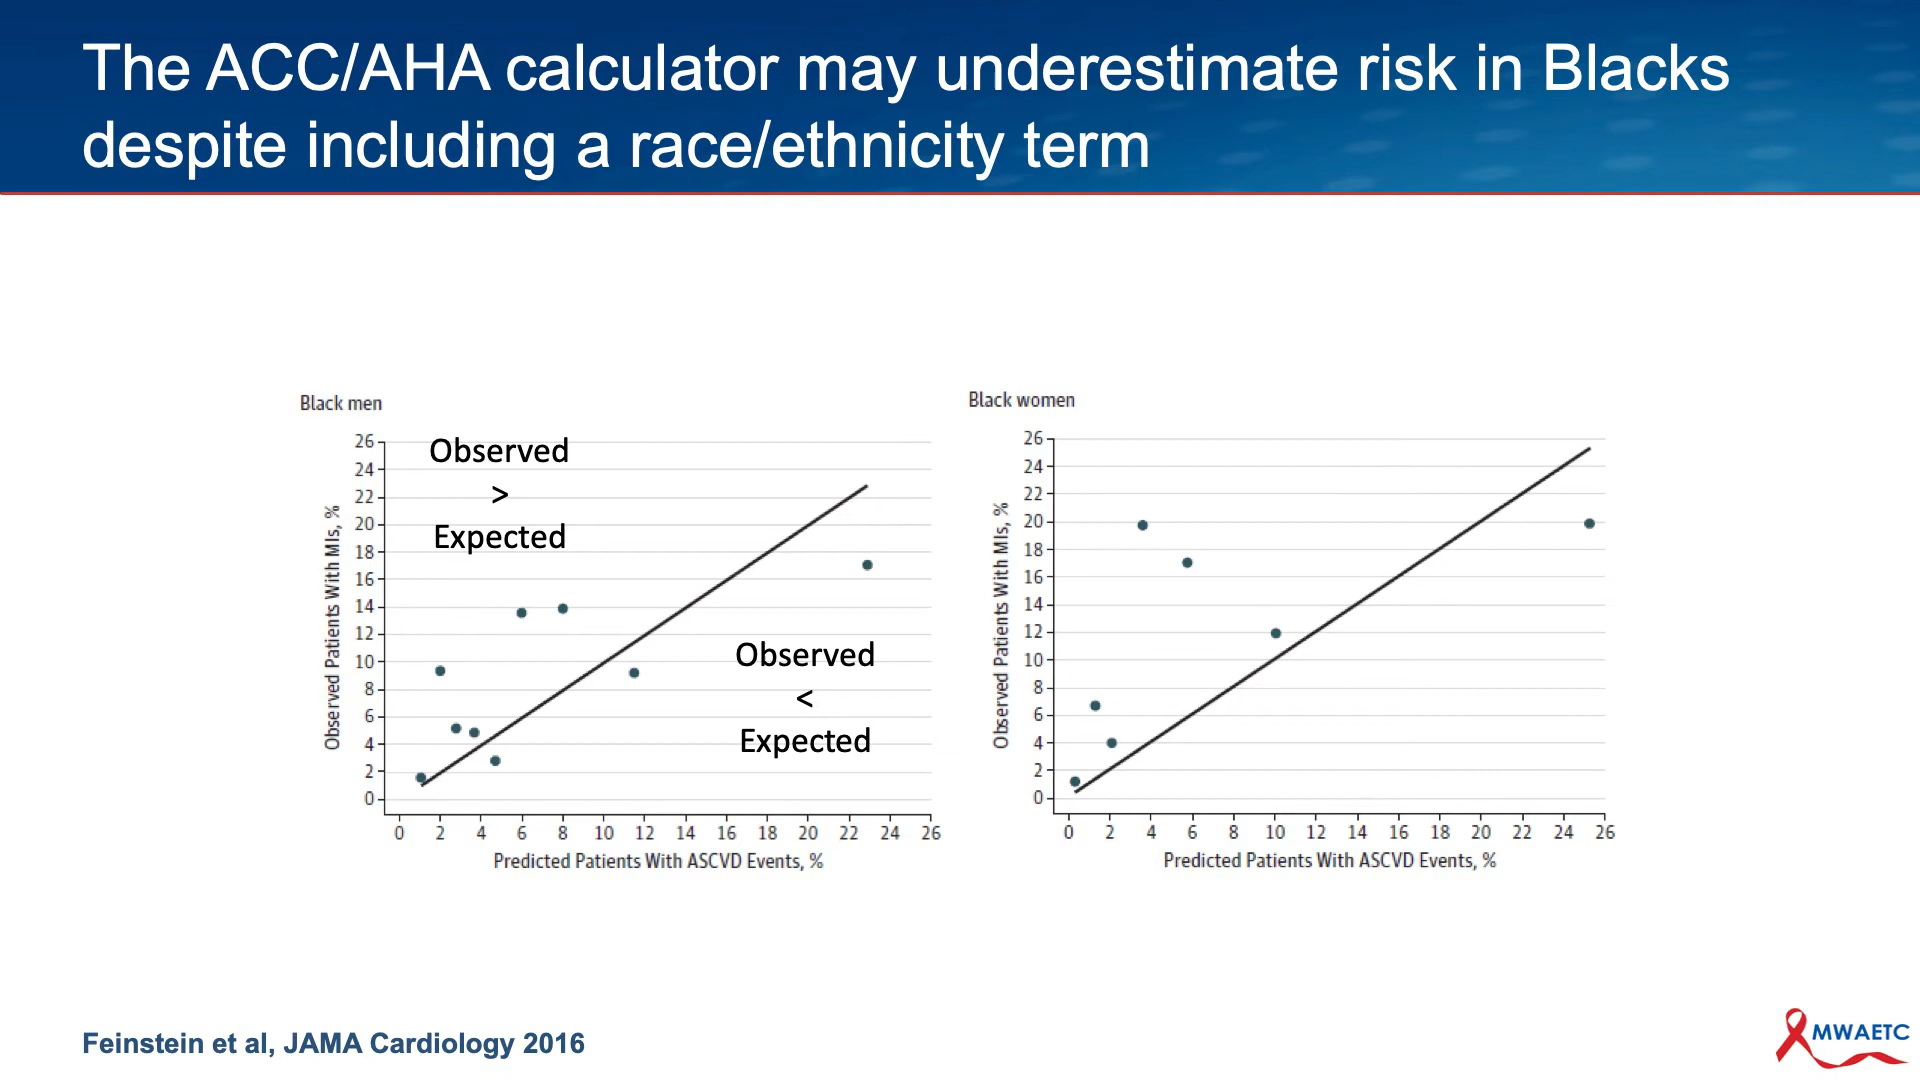 The ACC/AHA calculator may underestimate risk in Blacks
despite including a race/ethnicity term
Black men
Observed Patients With MIs, %
26
24
22
20
18
16
14
12
10
8
6
4
2
0
Observed
>
Expected
Observed
<
Expected
0 2 4 6 8 10 12 14 16 18 20 22 24 26
Predicted Patients With ASCVD Events, %
Black women
Observed Patients With MIs, %
26
24
22
20
18
16
14
12
10
8
6
4
2
0
0 2 4 6 8 10 12 14 16 18 20 22 24 26
Predicted Patients With ASCVD Events, %
Feinstein et al, JAMA Cardiology 2016
MWAETC